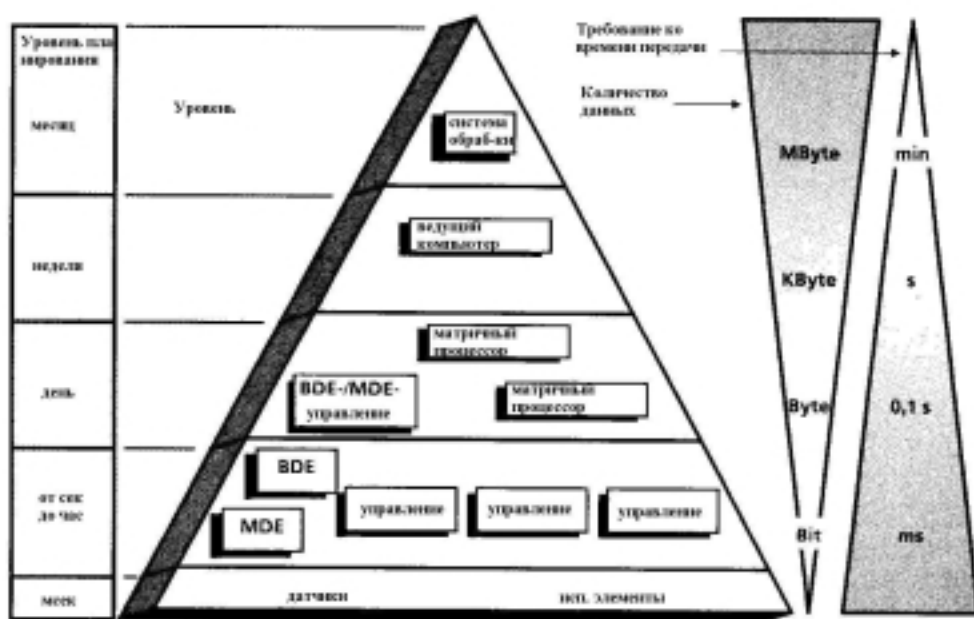 Уровень пла
нирования
месяц
неделя
день
от сек
до час
мсек
Уровень
система
обраб-ки
ведущий
компьютер
матричный
процессор
BDE-/MDE-
управление
матричный
процессор
BDE
MDE
управление
управление
управление
датчики
исп. элементы
Требование ко
времени передачи
Количество
данных
MByte
KByte
Byte
Bit
min
s
0,1 s
ms